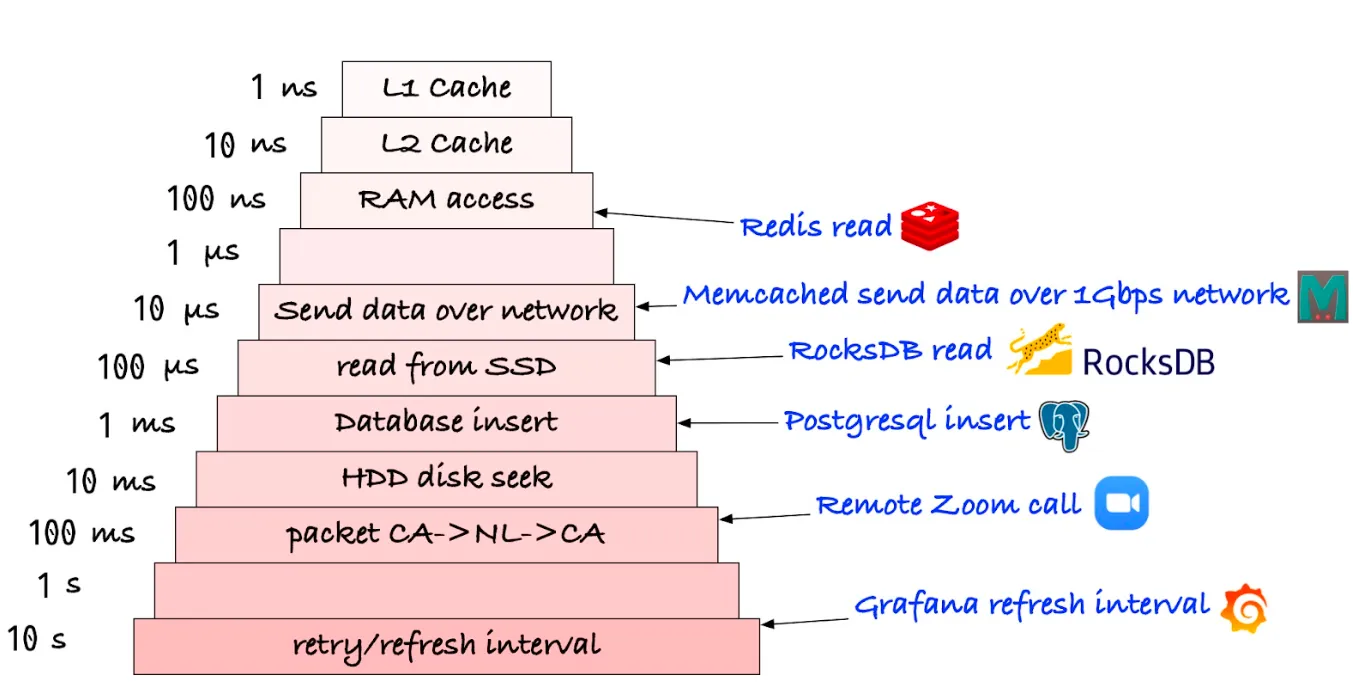 1 ns L1 Cache
10 ns L2 Cache
100 ns RAM access
Redis read
1 µs
10 µs Send data over network
Memcached send data over 1Gbps network M
100 µs read from SSD
RocksDB read RocksDB
1 ms Database insert
Postgresql insert
10 ms HDD disk seek
Remote Zoom call
100 ms packet CA->NL->CA
1 s
Grafana refresh interval
10 s retry/refresh interval